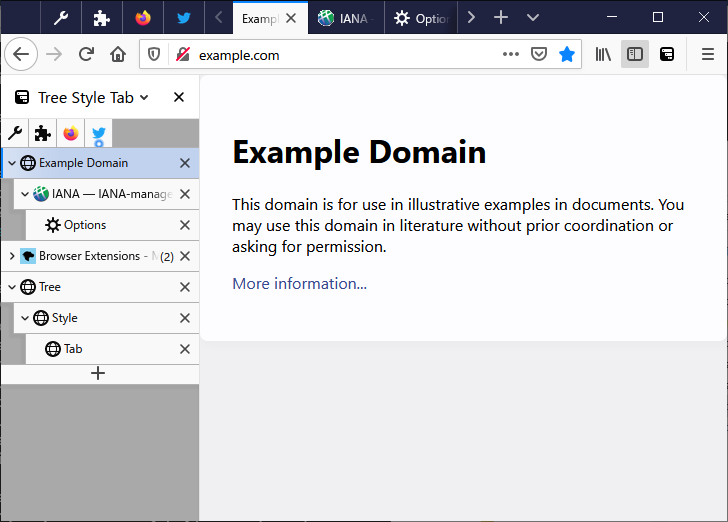 Exampl
IANA -
Option
example.com
Tree Style Tab
Example Domain
IANA — IANA-manage
Options
Browser Extensions - (2)
Tree
Style
Tab
Example Domain
This domain is for use in illustrative examples in documents. You
may use this domain in literature without prior coordination or
asking for permission.
More information...